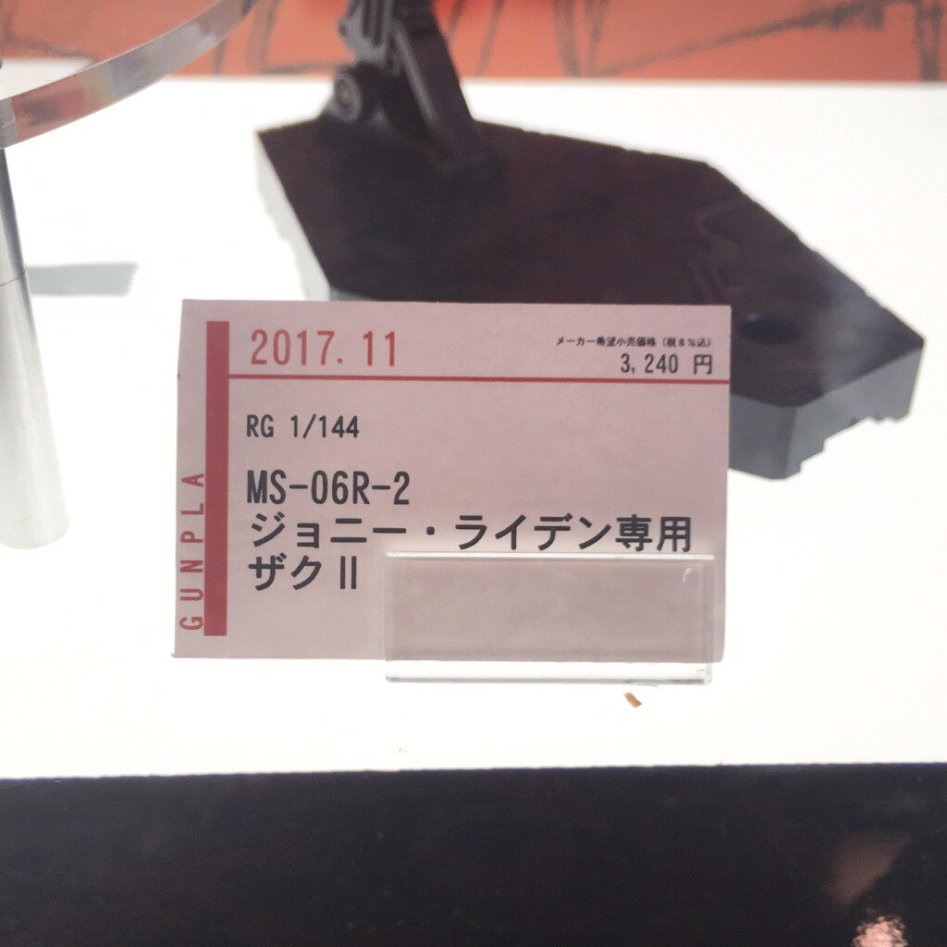 2017.11
メーカー希望小売価格(税8%込)
3,240 円
RG 1/144
MS-06R-2
ジョニー・ライデン専用
ザクⅡ
GUNPLA